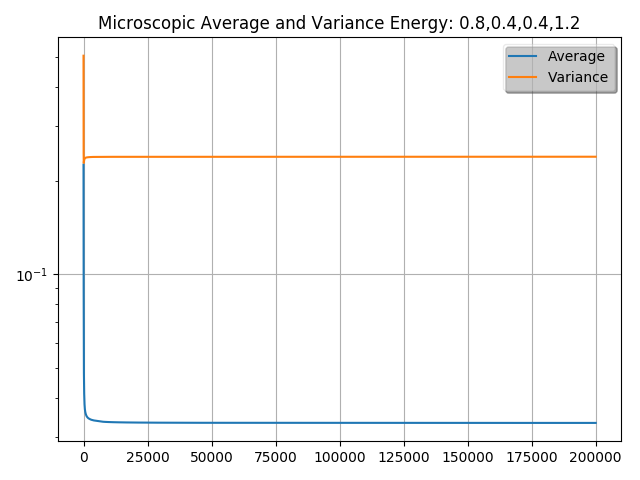 Microscopic Average and Variance Energy: 0.8,0.4,0.4,1.2
Average
Variance
10⁻¹
0 25000 50000 75000 100000 125000 150000 175000 200000